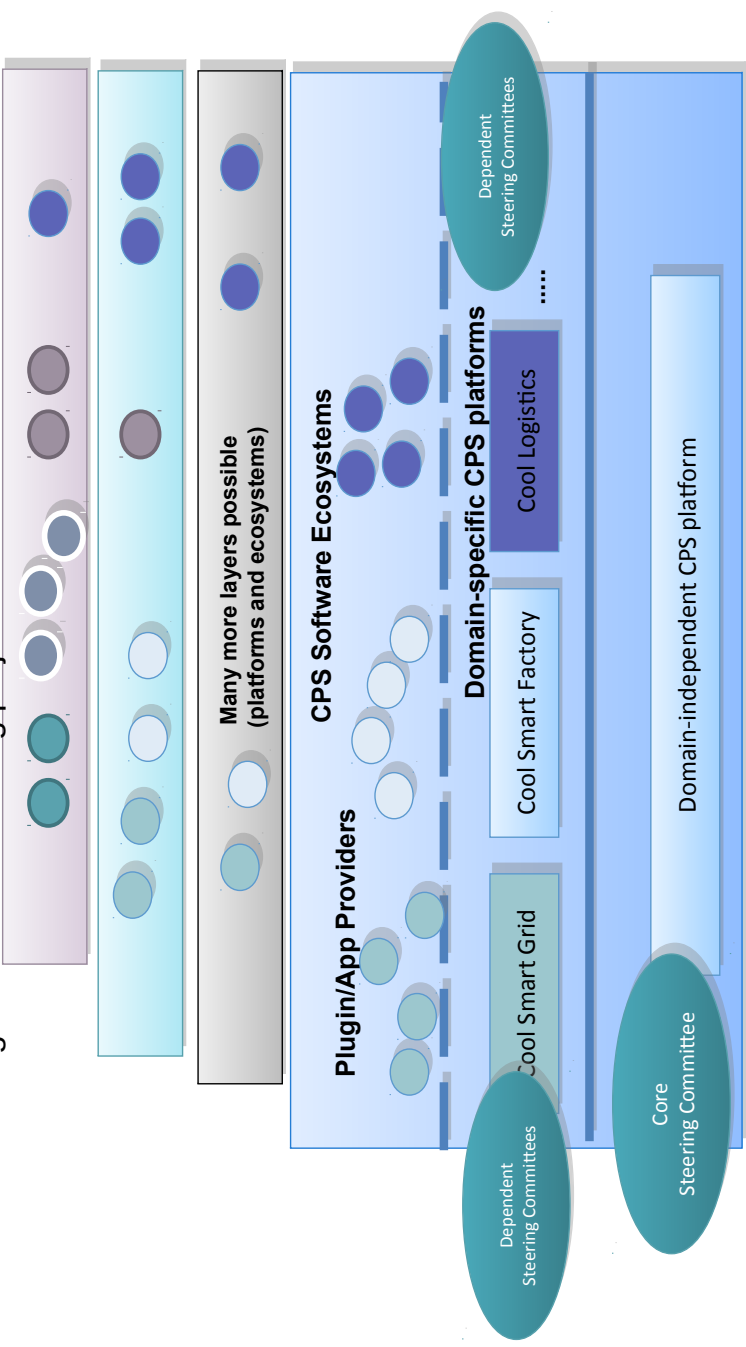 Many more layers possible
(platforms and ecosystems)
CPS Software Ecosystems
Plugin/App Providers
Dependent
Steering Committees
Domain-specific CPS platforms
Cool Smart Grid
Cool Smart Factory
Cool Logistics
.....
Dependent
Steering Committees
Domain-independent CPS platform
Core
Steering Committee